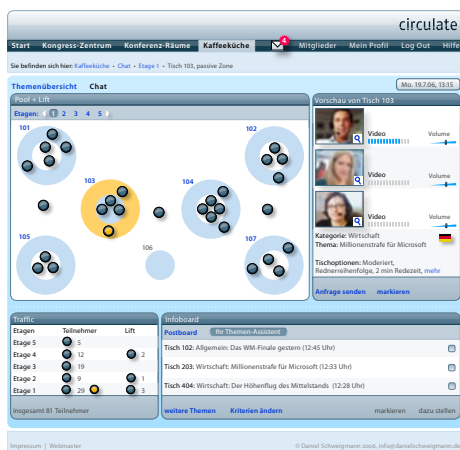 circulate
Start Kongress-Zentrum Konferenz-Räume Kaffeeküche 4 Mitglieder Mein Profil Log Out Hilfe
Sie befinden sich hier: Kaffeeküche • Chat • Etage 1 • Tisch 103, passive Zone
Themenübersicht Chat
Mo. 19.7.06, 13:15
Pool + Lift
Etagen: 1 2 3 4 5
101
102
103
104
105
106
107
Vorschau von Tisch 103
Video Volume
Video Volume
Video Volume
Kategorie: Wirtschaft
Thema: Millionenstrafe für Microsoft
Tischoptionen: Moderiert,
Rednerreihenfolge, 2 min Redezeit, mehr
Anfrage senden markieren
Traffic
Etagen Teilnehmer Lift
Etage 5 5
Etage 4 12 2
Etage 3 19
Etage 2 9 1
Etage 1 29 3
insgesamt 81 Teilnehmer
Infoboard
Postboard Ihr Themen-Assistent
Tisch 102: Allgemein: Das WM-Finale gestern (12:45 Uhr)
Tisch 203: Wirtschaft: Millionenstrafe für Microsoft (12:33 Uhr)
Tisch 404: Wirtschaft: Der Höhenflug des Mittelstands (12:28 Uhr)
weitere Themen Kriterien ändern markieren dazu stellen
Impressum | Webmaster
© Daniel Schweigmann 2006, info@danielschweigmann.de